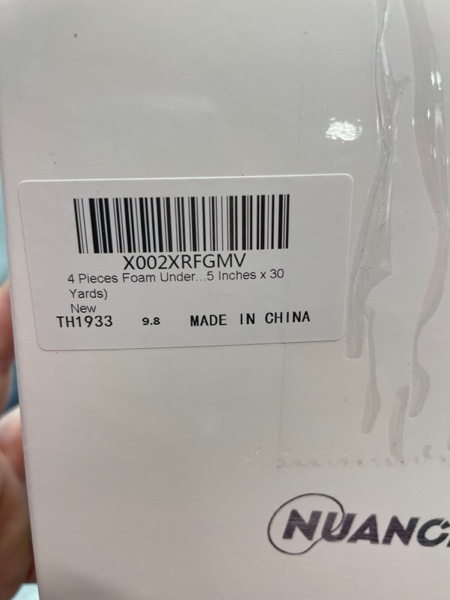 X002XRFGMV
4 Pieces Foam Under...5 Inches x 30
Yards)
New
TH1933 9.8 MADE IN CHINA
NUANC